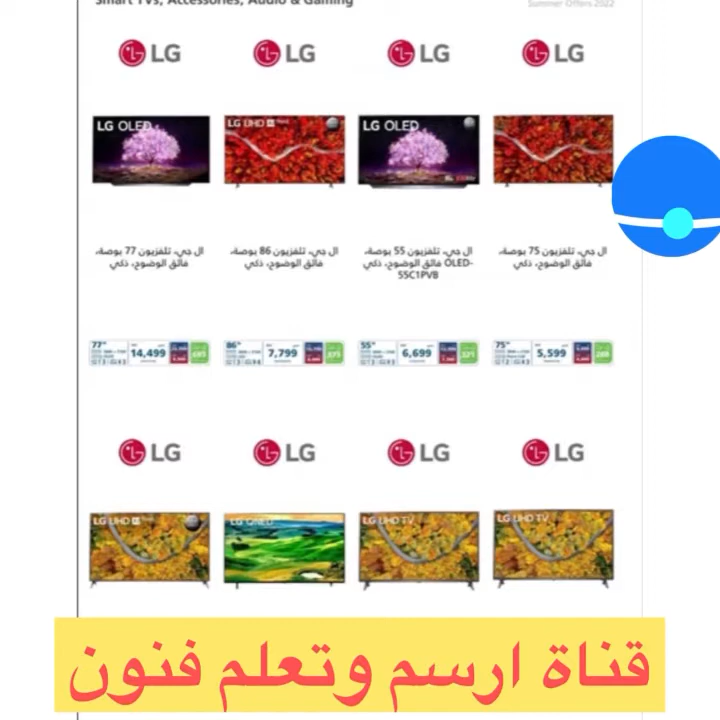 Smart TVs, Accessories, Audio & Gaming
Summer Offers 2022
LG LG LG LG
LG OLED
LG UHD AI
LG OLED
ال جي، تلفزيون 77 بوصة،
فائق الوضوح، ذكي
ال جي، تلفزيون 86 بوصة،
فائق الوضوح، ذكي
ال جي، تلفزيون 55 بوصة،
OLED- فائق الوضوح، ذكي
55C1PVB
ال جي، تلفزيون 75 بوصة،
فائق الوضوح، ذكي
77" 14,499
86" 7,799
55" 6,699
75" 5,599
LG LG LG LG
LG UHD AI
LG QNED
LG UHD TV
LG UHD TV
قناة ارسم وتعلم فنون